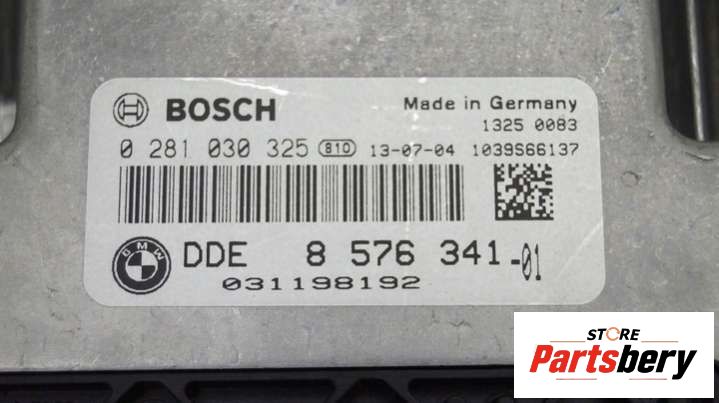 BOSCH Made in Germany
1325 0083
0 281 030 325 810 13-07-04 1039S66137
BMW DDE 8 576 341-01
031198192
STORE
Partsbery